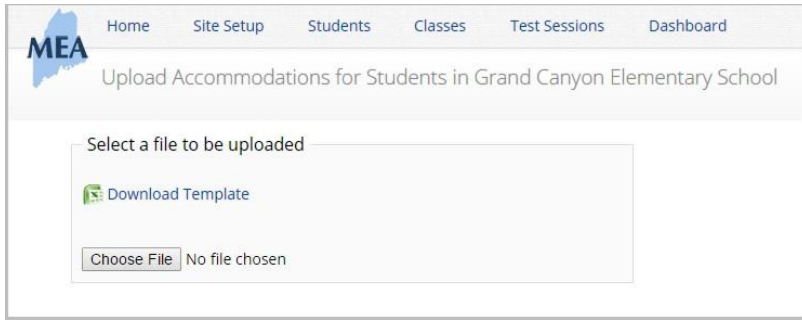 Home Site Setup Students Classes Test Sessions Dashboard
MEA
Upload Accommodations for Students in Grand Canyon Elementary School
Select a file to be uploaded
Download Template
Choose File No file chosen